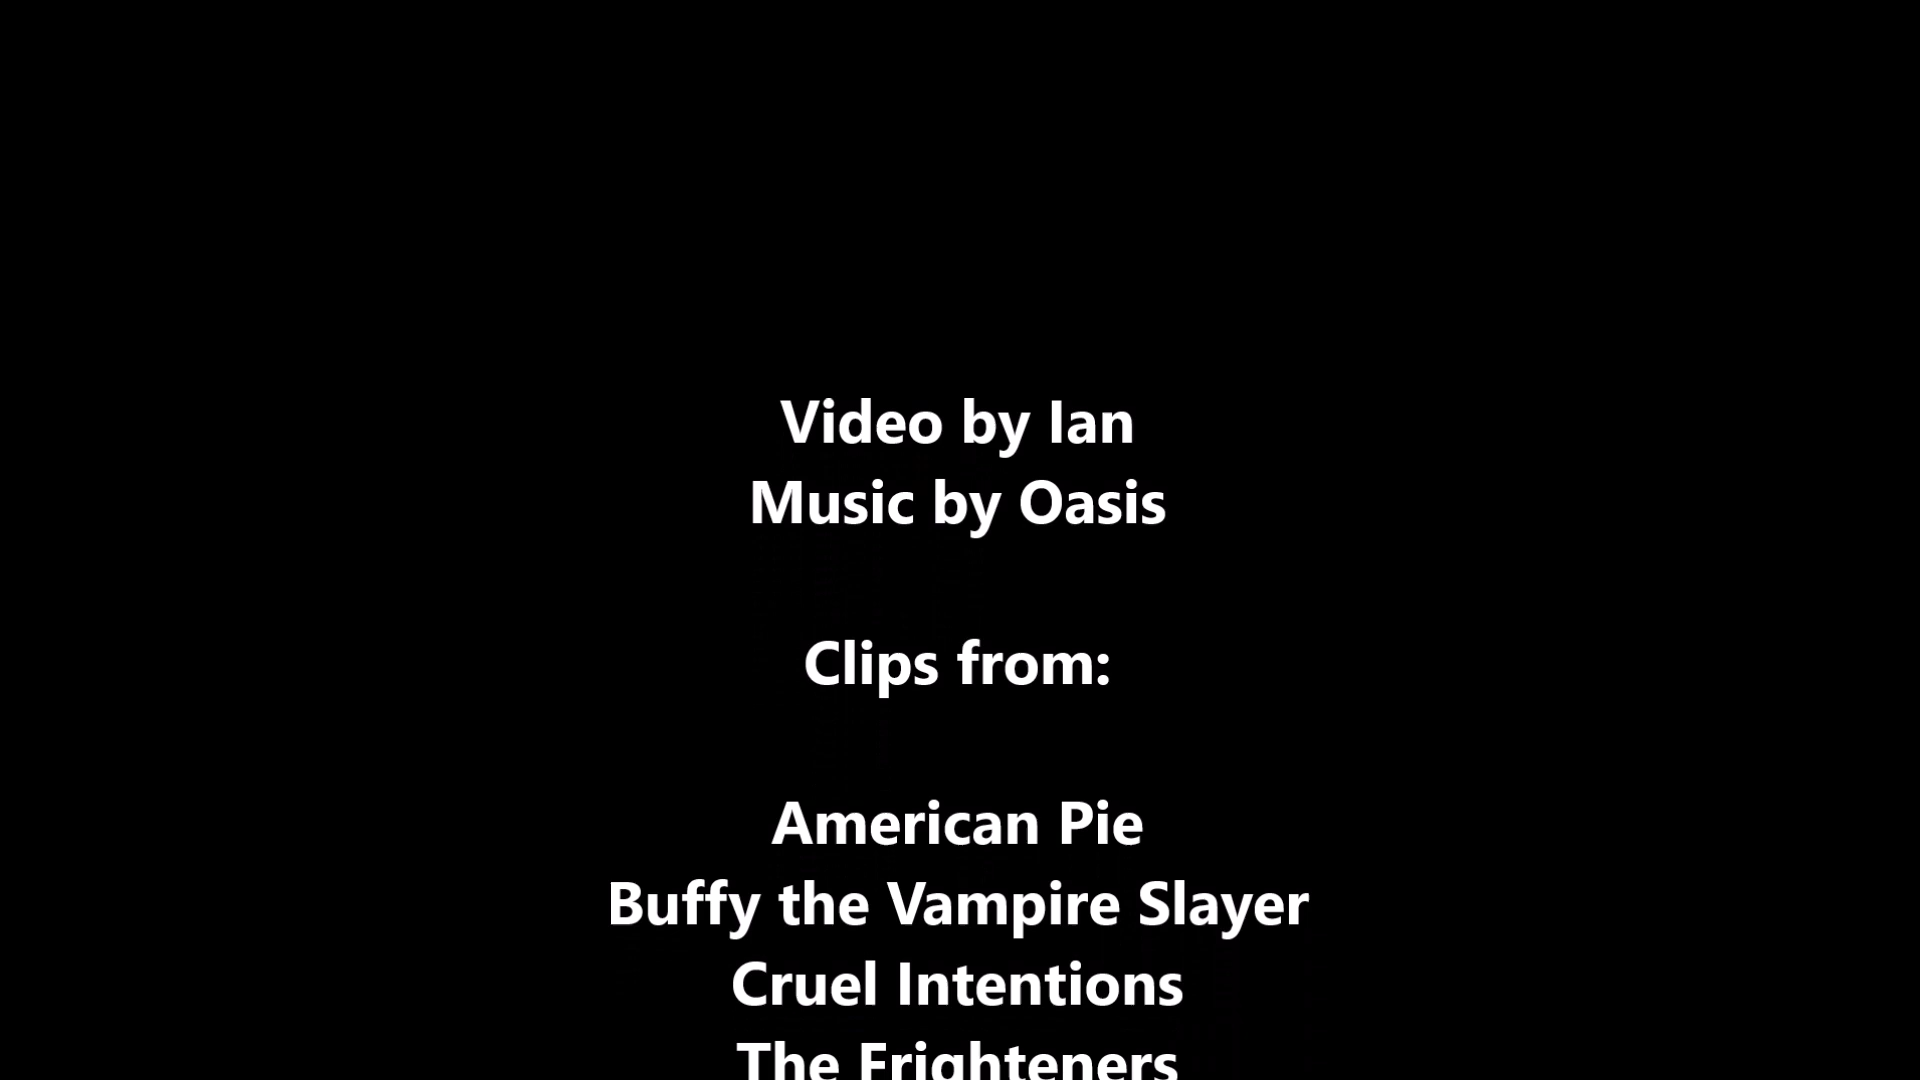 Video by Ian
Music by Oasis
Clips from:
American Pie
Buffy the Vampire Slayer
Cruel Intentions
The Frighteners